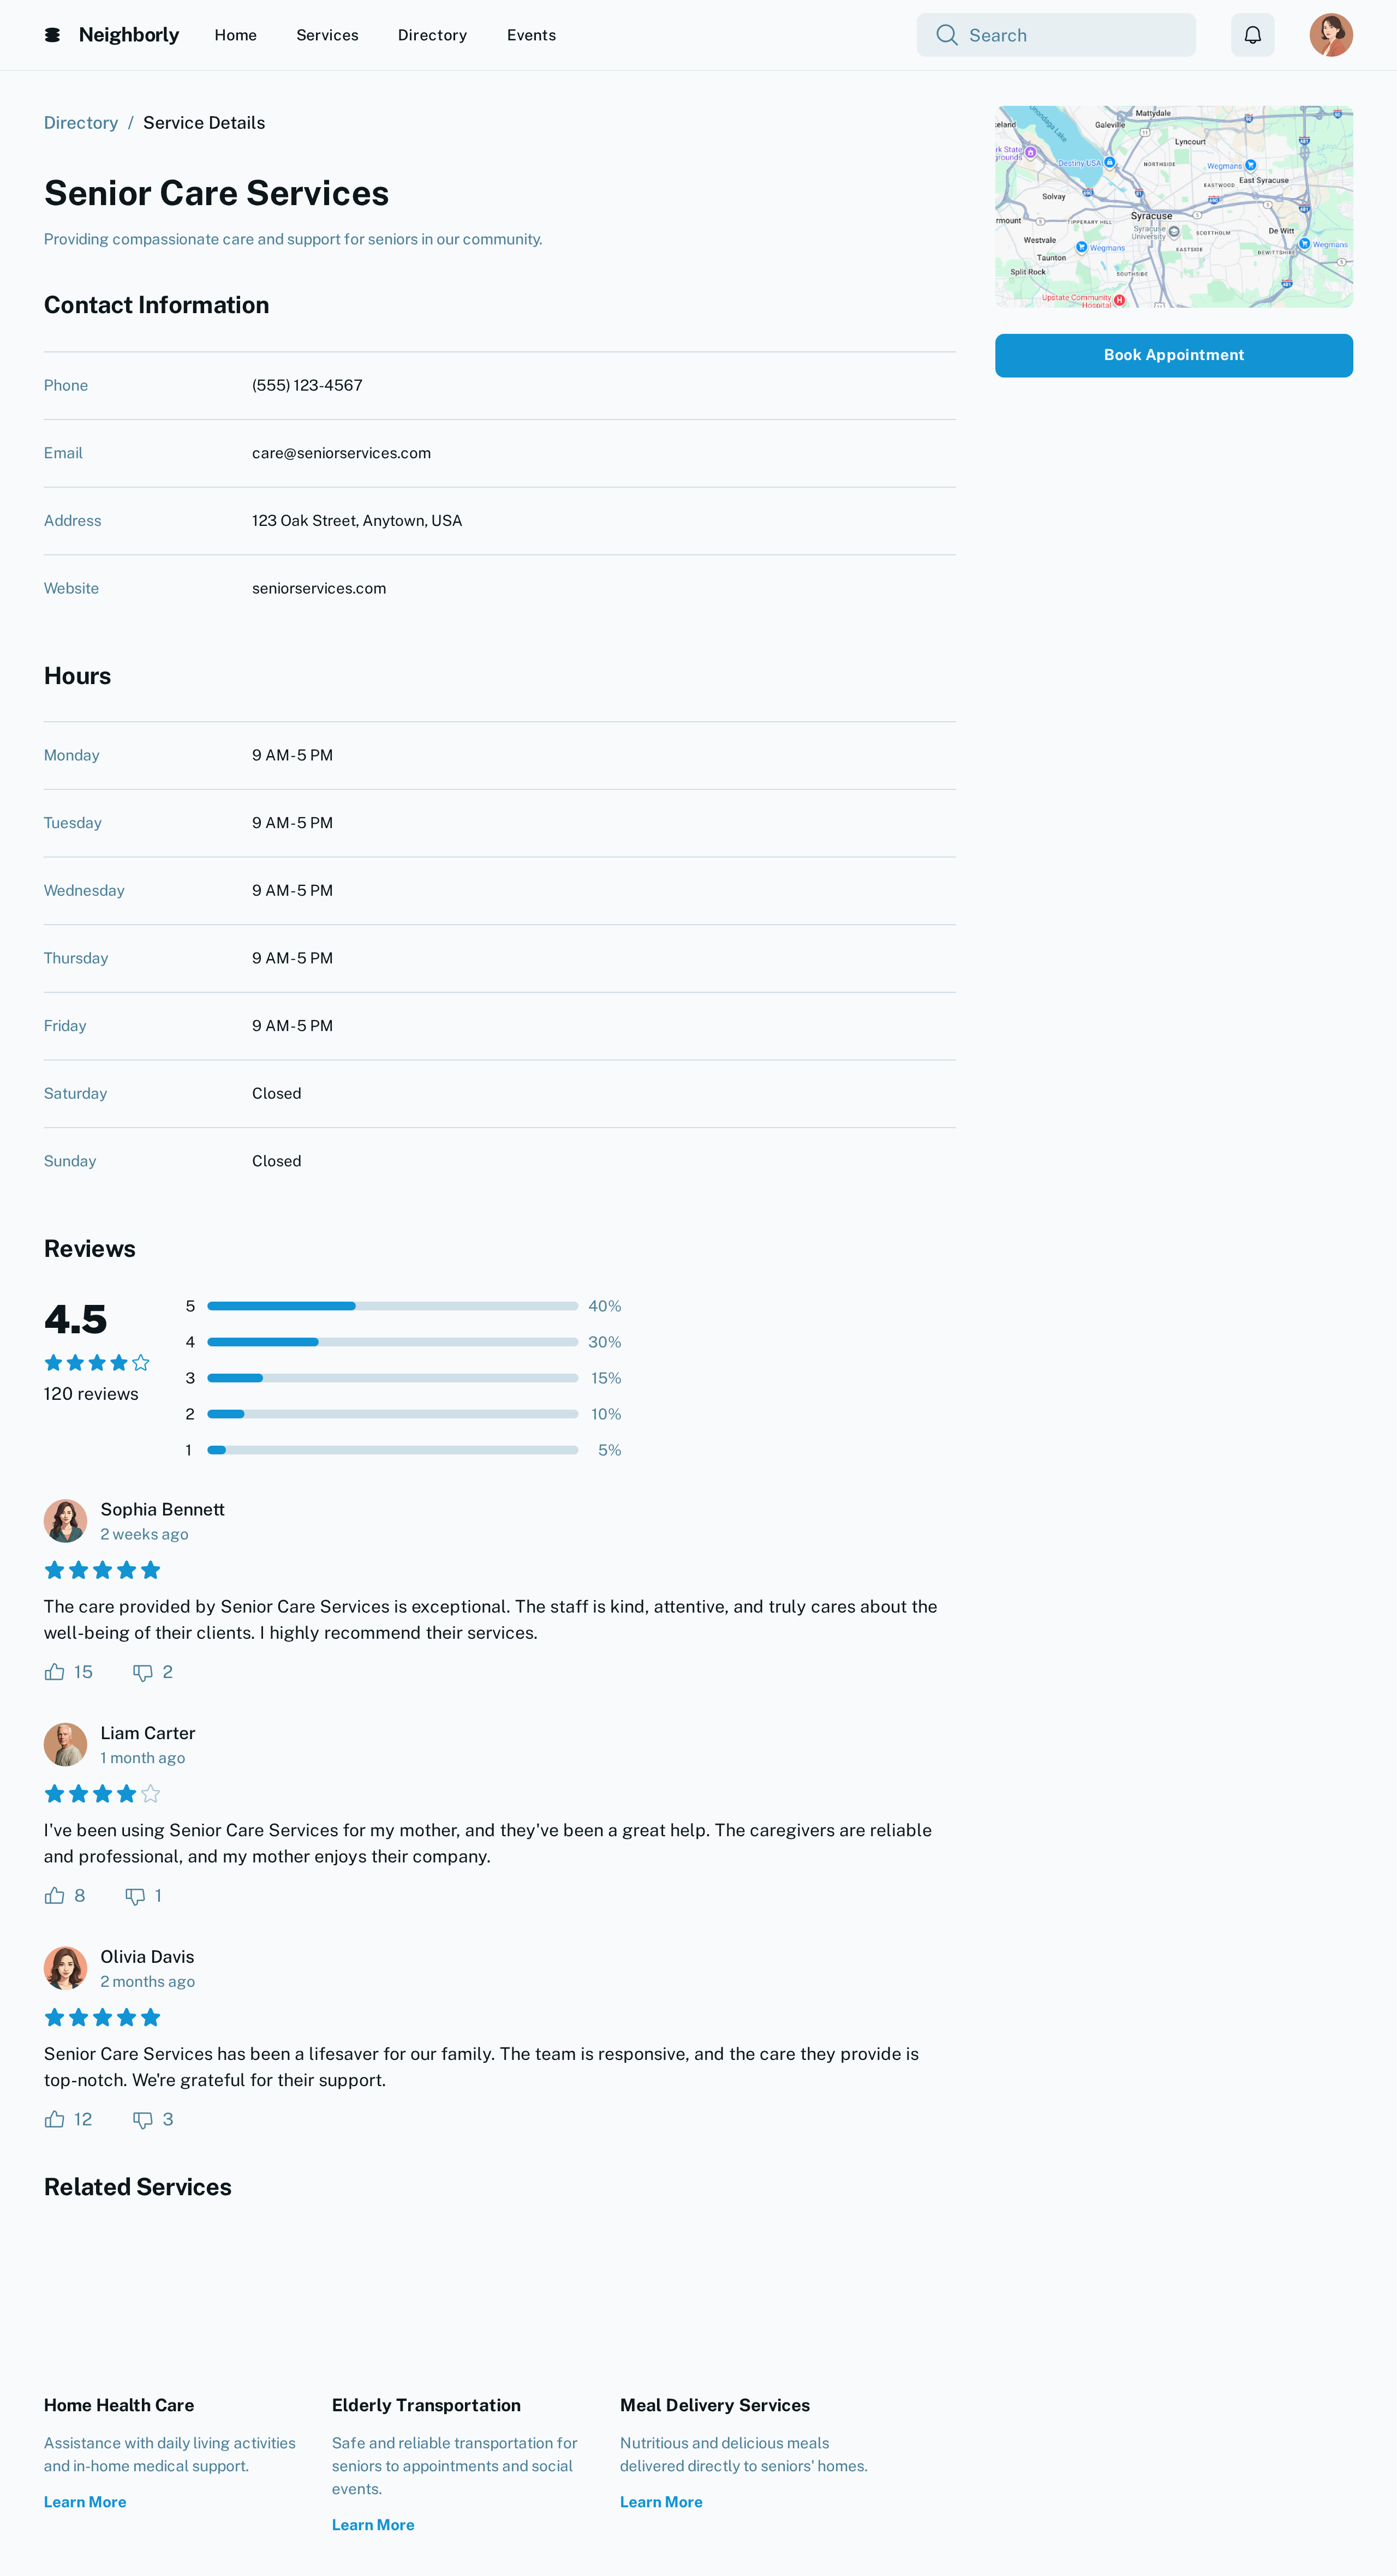 Neighborly
Home
Services
Directory
Events
Search
Directory / Service Details
Senior Care Services
Providing compassionate care and support for seniors in our community.
Contact Information
Phone
(555) 123-4567
Email
care@seniorservices.com
Address
123 Oak Street, Anytown, USA
Website
seniorservices.com
Hours
Monday
9 AM-5 PM
Tuesday
9 AM-5 PM
Wednesday
9 AM-5 PM
Thursday
9 AM-5 PM
Friday
9 AM-5 PM
Saturday
Closed
Sunday
Closed
Reviews
4.5
120 reviews
5
40%
4
30%
3
15%
2
10%
1
5%
Sophia Bennett
2 weeks ago
The care provided by Senior Care Services is exceptional. The staff is kind, attentive, and truly cares about the
well-being of their clients. I highly recommend their services.
15
2
Liam Carter
1 month ago
I've been using Senior Care Services for my mother, and they've been a great help. The caregivers are reliable
and professional, and my mother enjoys their company.
8
1
Olivia Davis
2 months ago
Senior Care Services has been a lifesaver for our family. The team is responsive, and the care they provide is
top-notch. We're grateful for their support.
12
3
Related Services
Home Health Care
Assistance with daily living activities
and in-home medical support.
Learn More
Elderly Transportation
Safe and reliable transportation for
seniors to appointments and social
events.
Learn More
Meal Delivery Services
Nutritious and delicious meals
delivered directly to seniors' homes.
Learn More
Mattydale
Galeville
eland
Onondaga Lake
Lyncourt
rk State
grounds
Destiny USA
NORTHSIDE
Wegmans
East Syracuse
EASTWOOD
Solvay
Syracuse
rmount
TIPPERARY HILL
Syracuse
University
SCOTTHOLM
De Witt
Westvale
Wegmans
EASTSIDE
DEWITTSHIRE
Wegmans
Taunton
Split Rock
SOUTHSIDE
Upstate Community
Hospital
Book Appointment